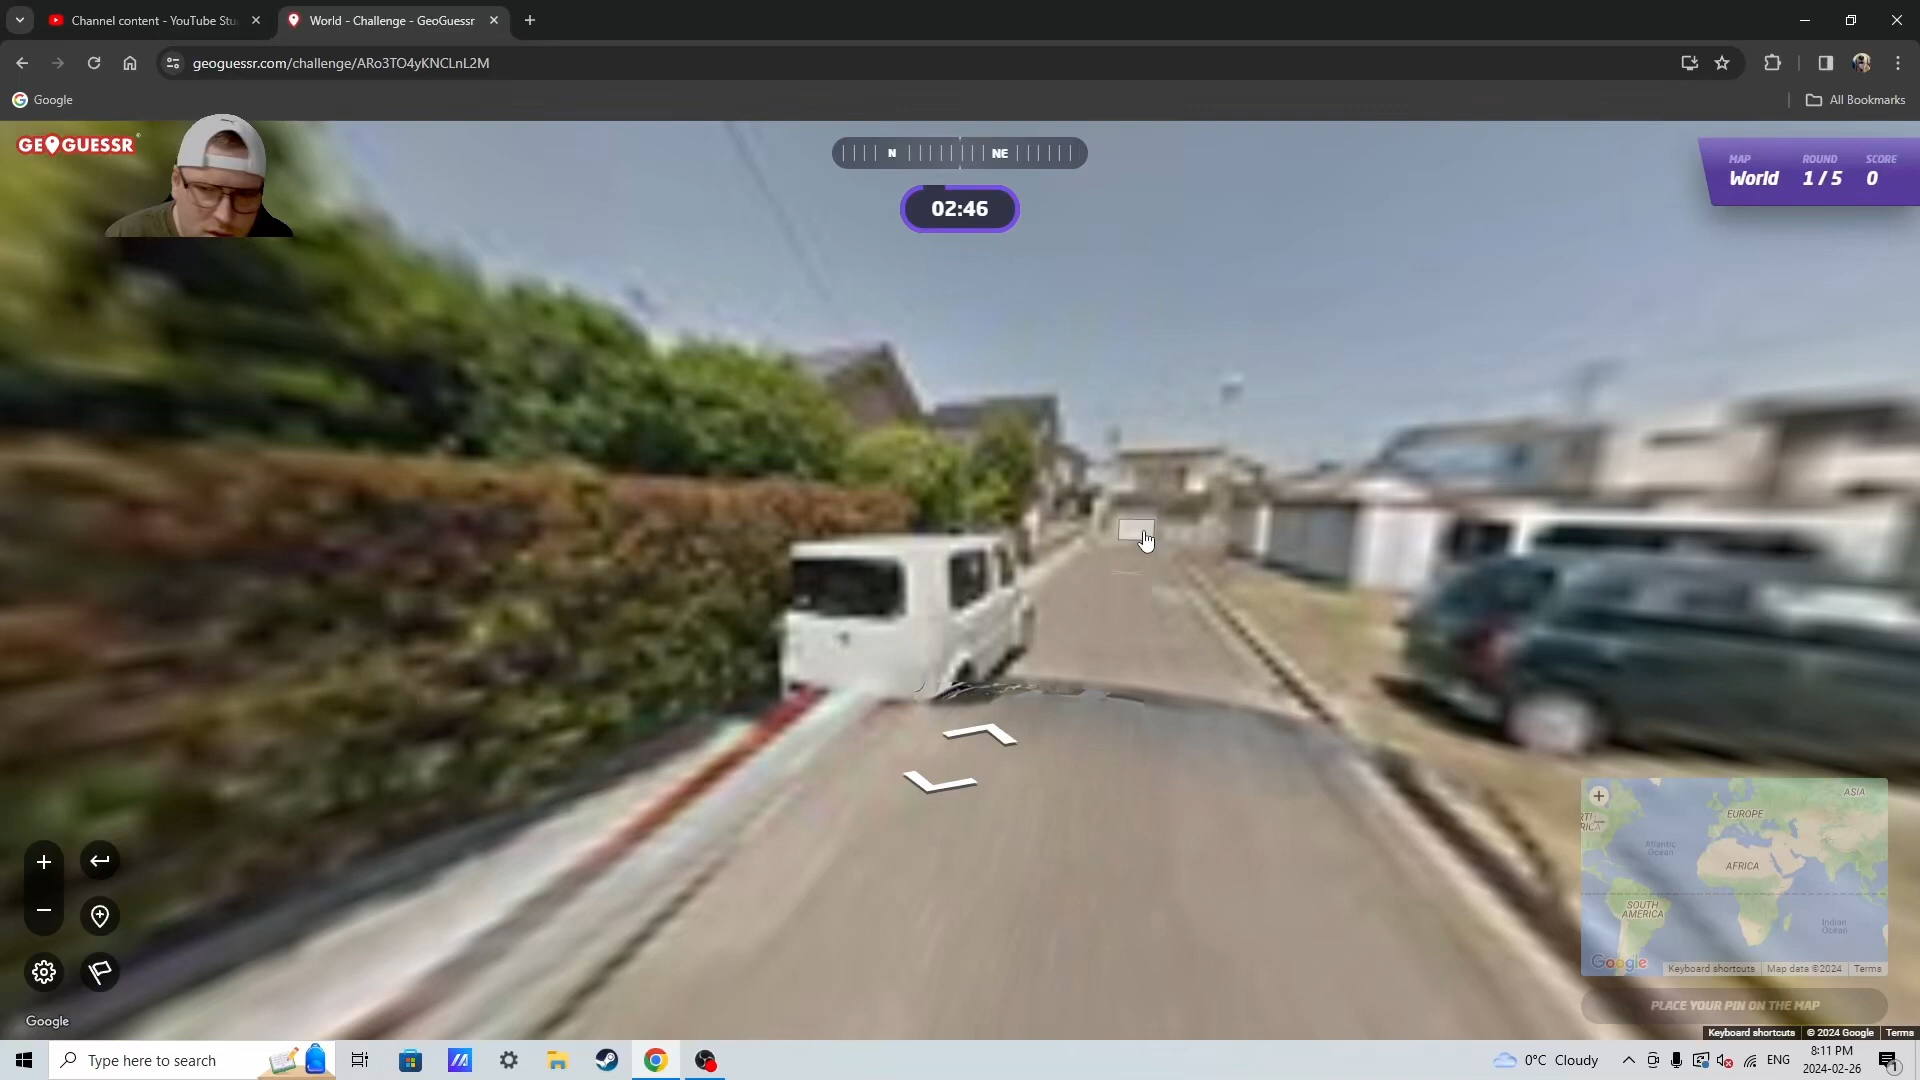 Channel content - YouTube Stu
World - Challenge - GeoGuessr
geoguessr.com/challenge/ARo3TO4yKNCLnL2M
Google
All Bookmarks
GEOGUESSR
N NE
02:46
MAP ROUND SCORE
World 1 / 5 0
ASIA
EUROPE
Atlantic
Ocean
AFRICA
SOUTH
AMERICA
Indian
Ocean
Google
Keyboard shortcuts Map data ©2024 Terms
PLACE YOUR PIN ON THE MAP
Google
Keyboard shortcuts © 2024 Google Terms
Type here to search
0°C Cloudy
ENG
8:11 PM
2024-02-26
1